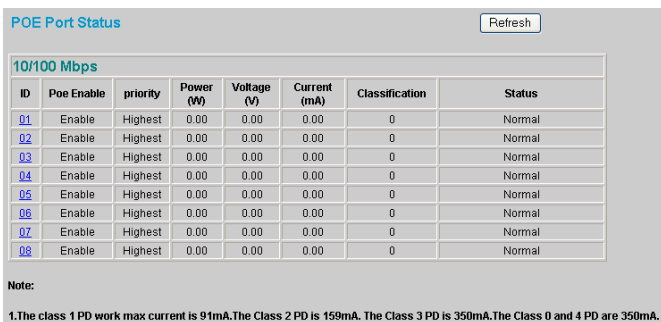 POE Port Status
Refresh
10/100 Mbps
ID Poe Enable priority Power (W) Voltage (V) Current (mA) Classification Status
01 Enable Highest 0.00 0.00 0.00 0 Normal
02 Enable Highest 0.00 0.00 0.00 0 Normal
03 Enable Highest 0.00 0.00 0.00 0 Normal
04 Enable Highest 0.00 0.00 0.00 0 Normal
05 Enable Highest 0.00 0.00 0.00 0 Normal
06 Enable Highest 0.00 0.00 0.00 0 Normal
07 Enable Highest 0.00 0.00 0.00 0 Normal
08 Enable Highest 0.00 0.00 0.00 0 Normal
Note:
1.The class 1 PD work max current is 91mA.The Class 2 PD is 159mA. The Class 3 PD is 350mA.The Class 0 and 4 PD are 350mA.